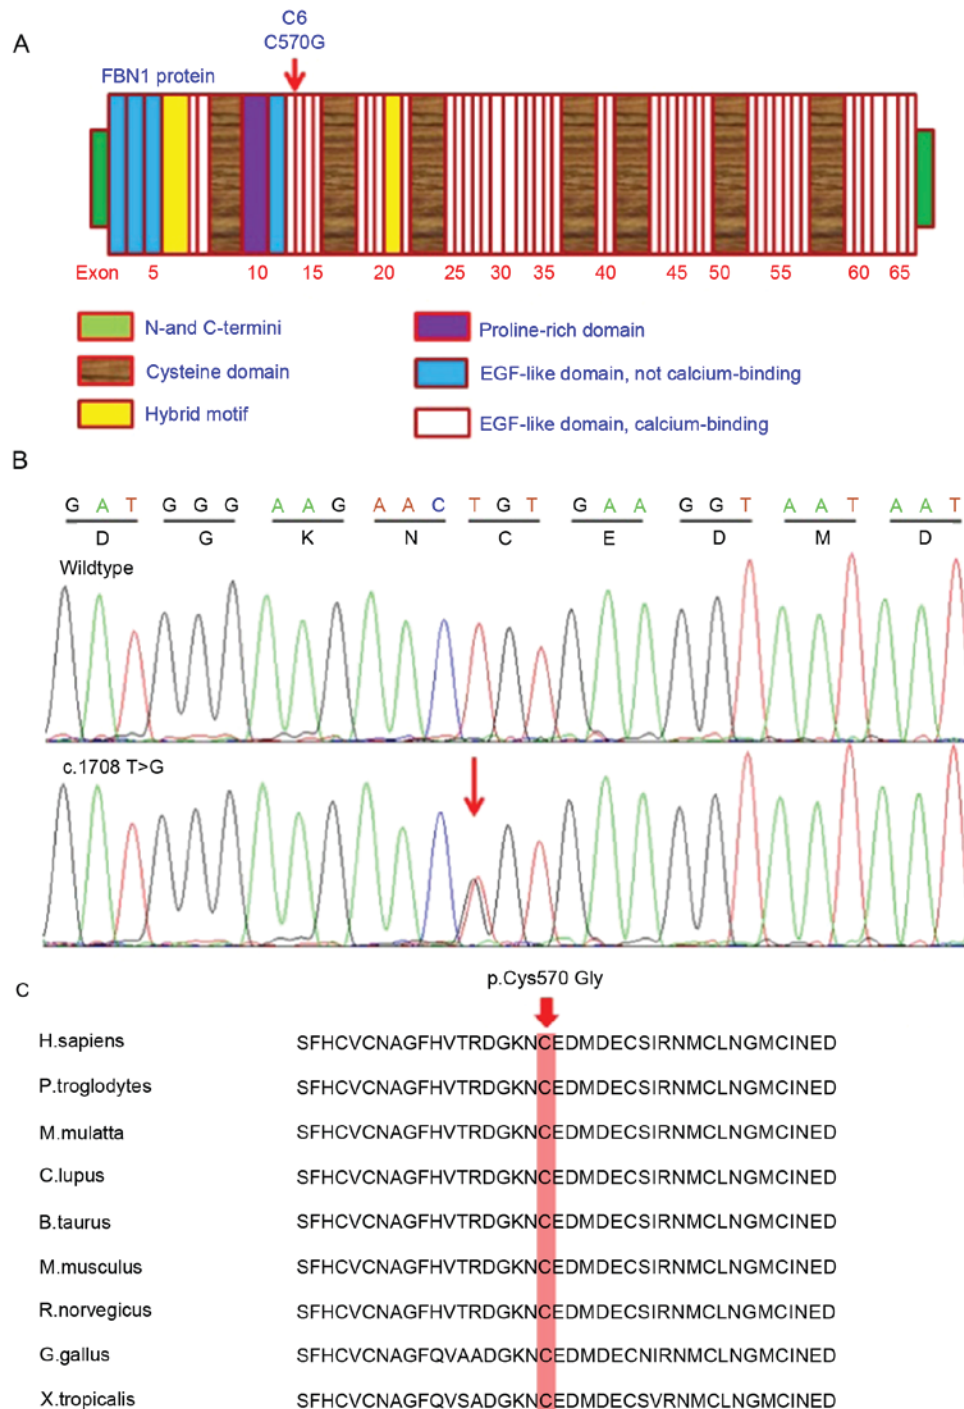 A
C6
C570G
FBN1 protein
Exon 5 10 15 20 25 30 35 40 45 50 55 60 65
N-and C-termini
Proline-rich domain
Cysteine domain
EGF-like domain, not calcium-binding
Hybrid motif
EGF-like domain, calcium-binding
B
G A T G G G A A G A A C T G T G A A G G T A A T A A T
D G K N C E D M D
Wildtype
c.1708 T>G
C
p.Cys570 Gly
H.sapiens SFHCVCNAGFHVTRDGKNCEDMDECSIRNMCLNGMCINED
P.troglodytes SFHCVCNAGFHVTRDGKNCEDMDECSIRNMCLNGMCINED
M.mulatta SFHCVCNAGFHVTRDGKNCEDMDECSIRNMCLNGMCINED
C.lupus SFHCVCNAGFHVTRDGKNCEDMDECSIRNMCLNGMCINED
B.taurus SFHCVCNAGFHVTRDGKNCEDMDECSIRNMCLNGMCINED
M.musculus SFHCVCNAGFHVTRDGKNCEDMDECSIRNMCLNGMCINED
R.norvegicus SFHCVCNAGFHVTRDGKNCEDMDECSIRNMCLNGMCINED
G.gallus SFHCVCNAGFQVAADGKNCEDMDECNIRNMCLNGMCINED
X.tropicalis SFHCVCNAGFQVSADGKNCEDMDECSVRNMCLNGMCINED